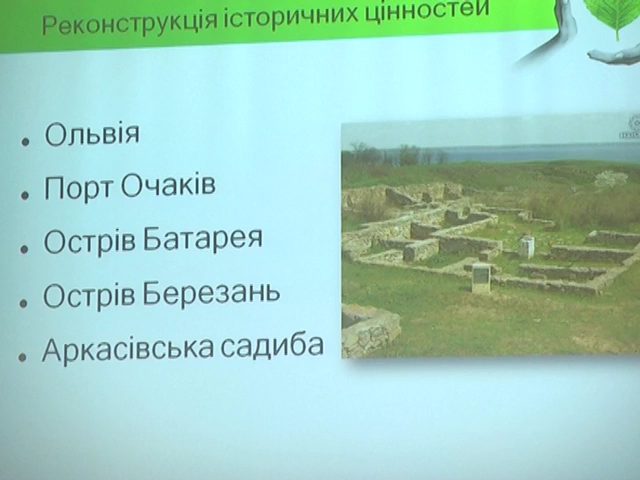 Реконструкція історичних цінностей
Ольвія
Порт Очаків
Острів Батарея
Острів Березань
Аркасівська садиба